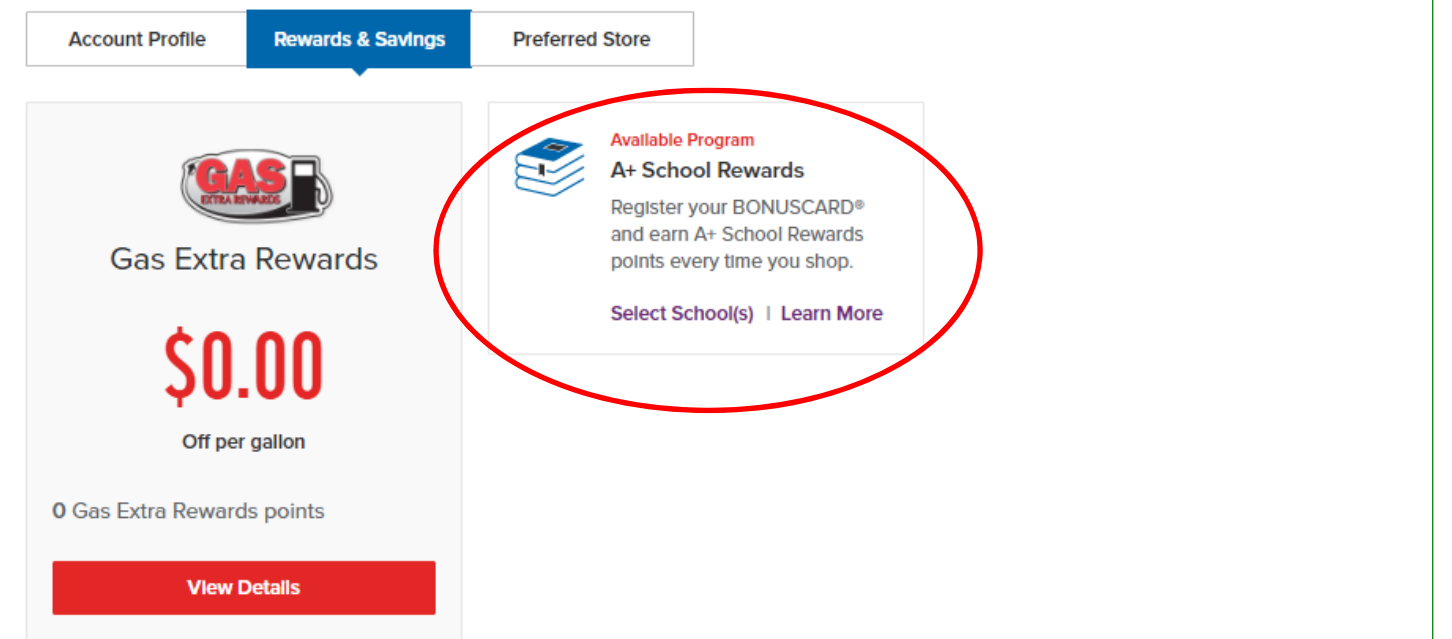 Account Profile
Rewards & Savings
Preferred Store
GAS
EXTRA REWARDS
Gas Extra Rewards
$0.00
Off per gallon
0 Gas Extra Rewards points
View Details
Available Program
A+ School Rewards
Register your BONUSCARD®
and earn A+ School Rewards
points every time you shop.
Select School(s) | Learn More